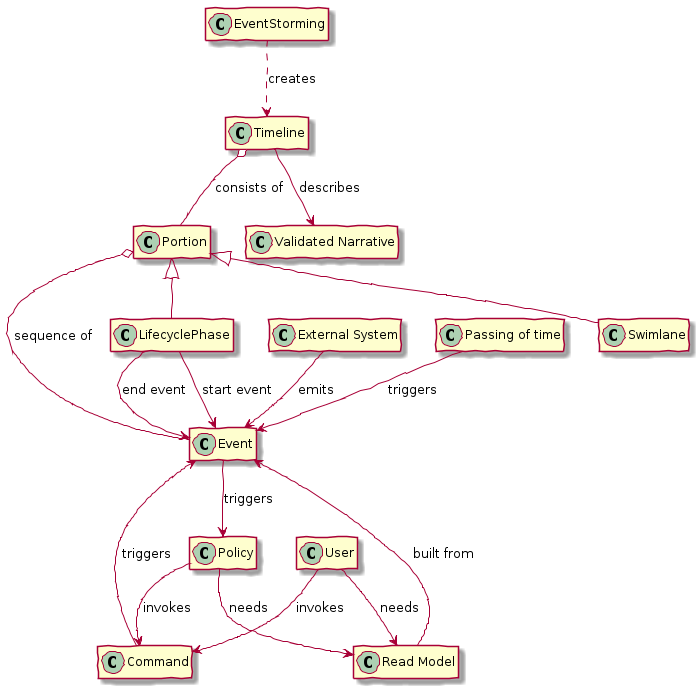 C EventStorming
creates
C Timeline
consists of
describes
C Portion
C Validated Narrative
sequence of
C LifecyclePhase
C External System
C Passing of time
C Swimlane
end event
start event
emits
triggers
C Event
triggers
triggers
built from
C Policy
C User
invokes
needs
invokes
needs
C Command
C Read Model